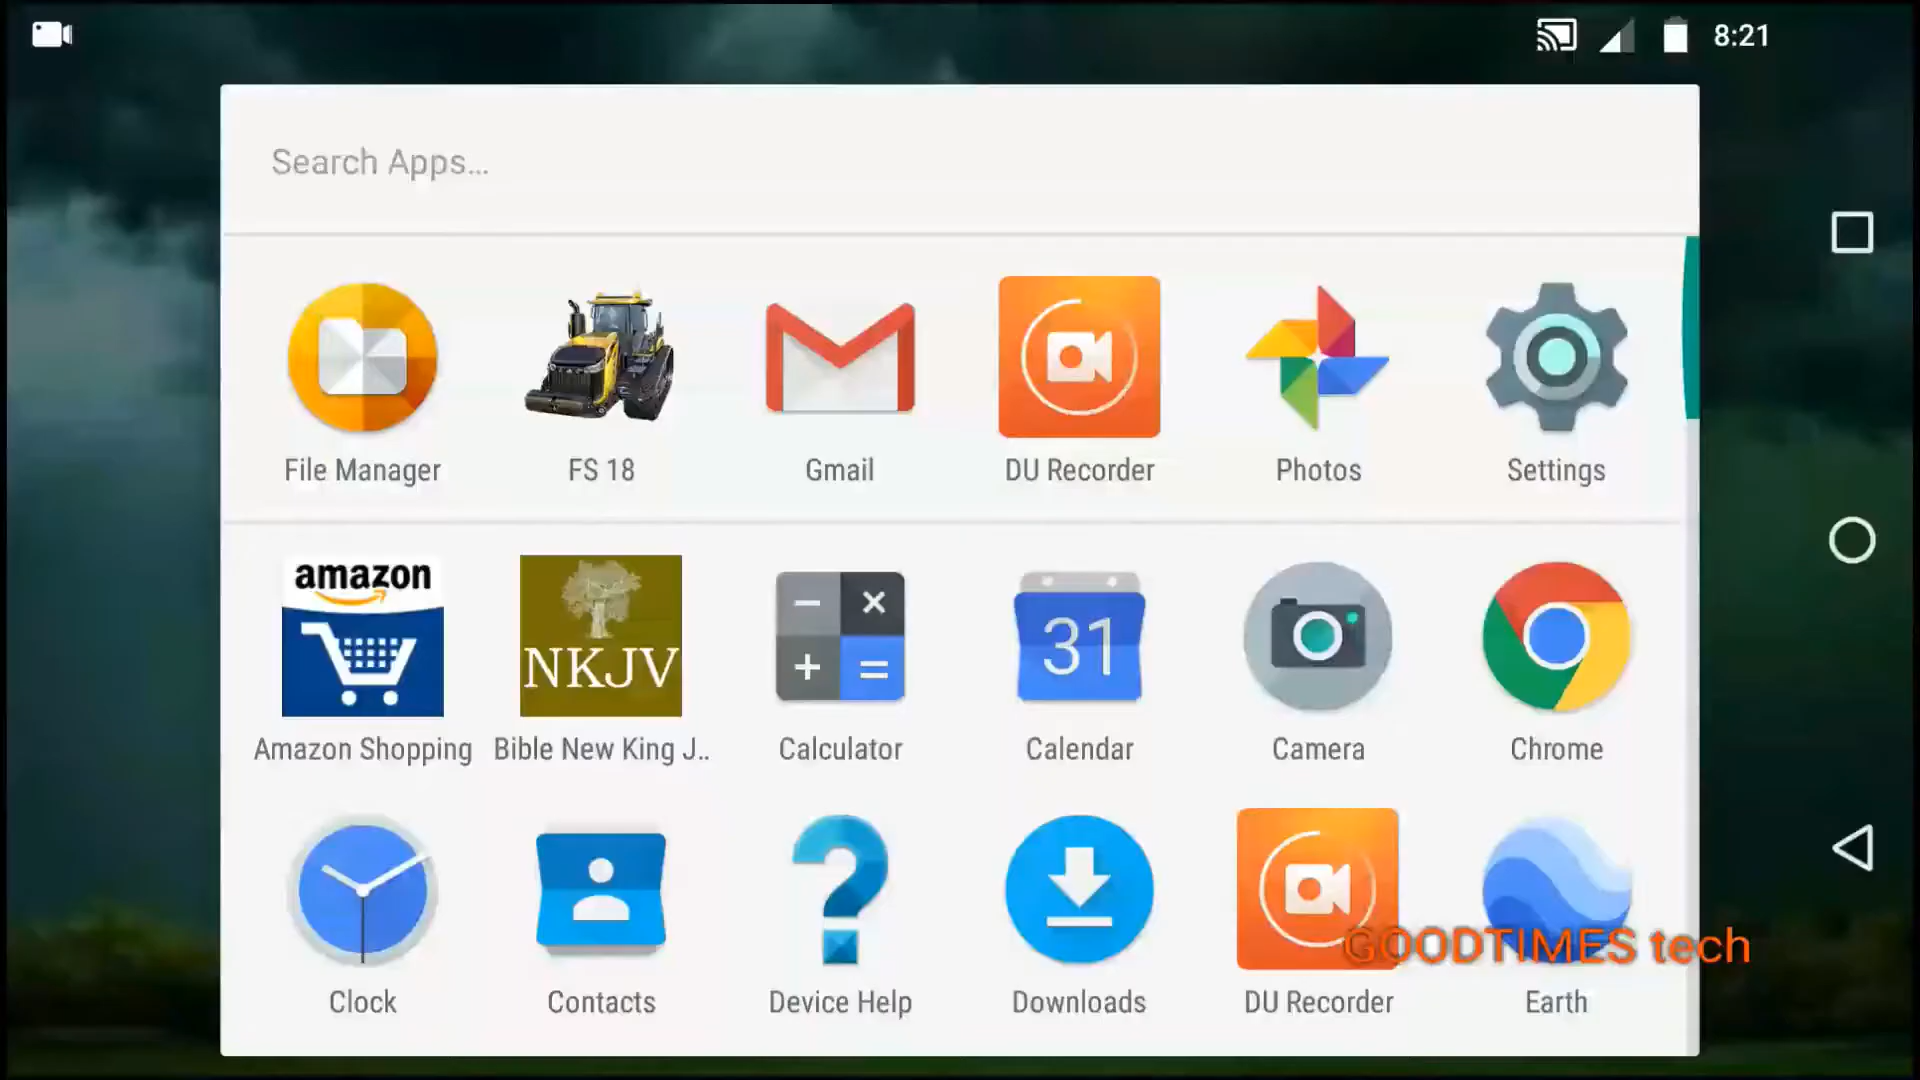 8:21
Search Apps...
File Manager
FS 18
Gmail
DU Recorder
Photos
Settings
amazon
NKJV
31
Amazon Shopping
Bible New King J..
Calculator
Calendar
Camera
Chrome
GOODTIMES tech
Clock
Contacts
Device Help
Downloads
DU Recorder
Earth